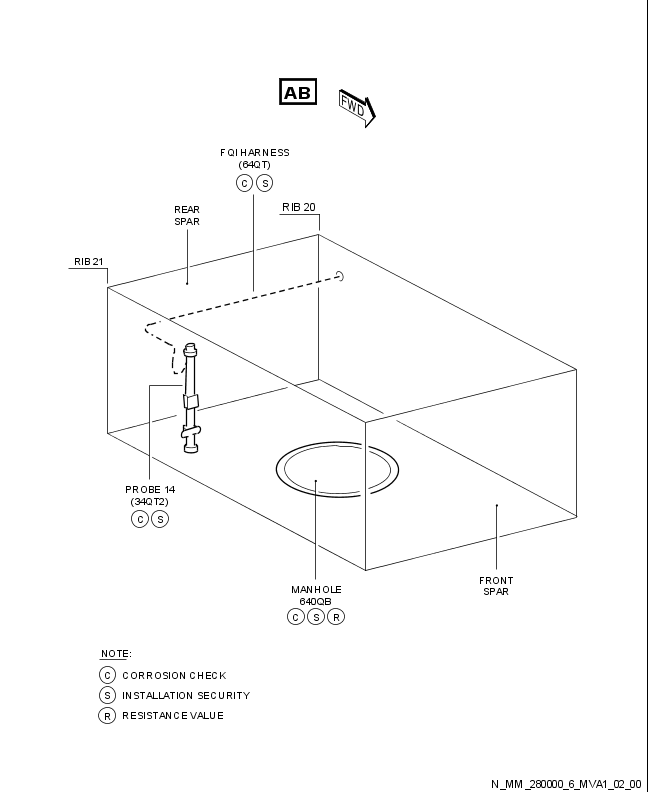 AB
FWD
FQI HARNESS
(64QT)
C S
RIB 20
REAR
SPAR
RIB 21
PROBE 14
(34QT2)
C S
MANHOLE
640QB
C S R
FRONT
SPAR
NOTE:
C CORROSION CHECK
S INSTALLATION SECURITY
R RESISTANCE VALUE
N_MM_280000_6_MVA1_02_00